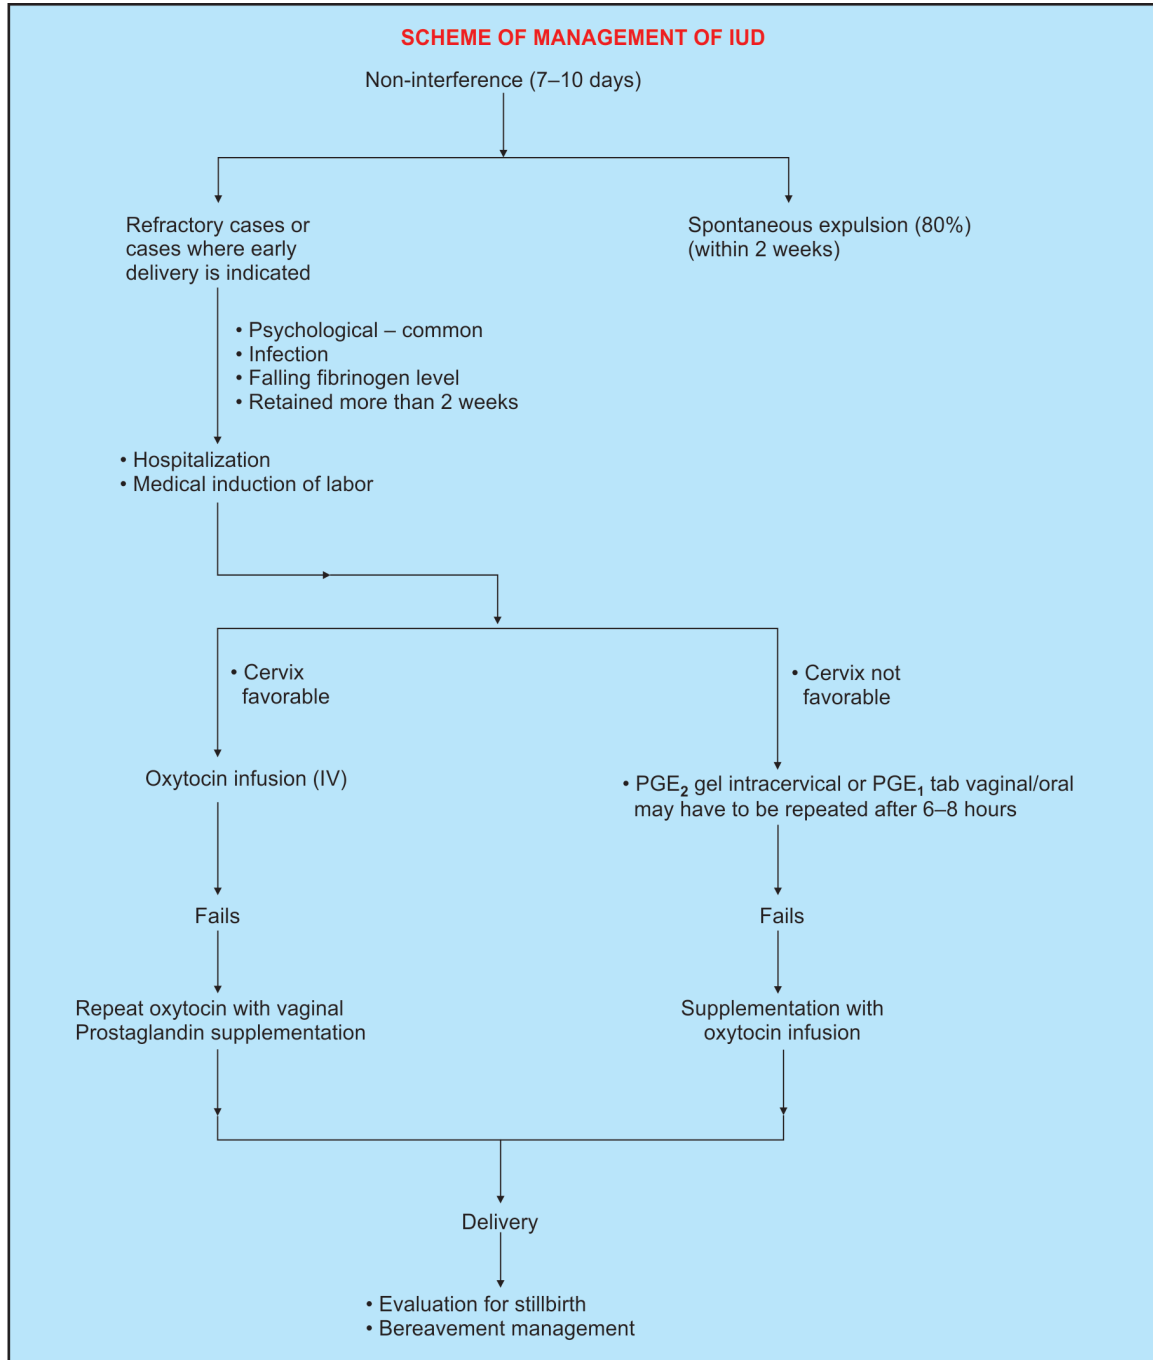 SCHEME OF MANAGEMENT OF IUD
Non-interference (7–10 days)
Refractory cases or
cases where early
delivery is indicated
Spontaneous expulsion (80%)
(within 2 weeks)
• Psychological – common
• Infection
• Falling fibrinogen level
• Retained more than 2 weeks
• Hospitalization
• Medical induction of labor
• Cervix
favorable
• Cervix not
favorable
Oxytocin infusion (IV)
• PGE₂ gel intracervical or PGE₁ tab vaginal/oral
may have to be repeated after 6–8 hours
Fails
Fails
Repeat oxytocin with vaginal
Prostaglandin supplementation
Supplementation with
oxytocin infusion
Delivery
• Evaluation for stillbirth
• Bereavement management